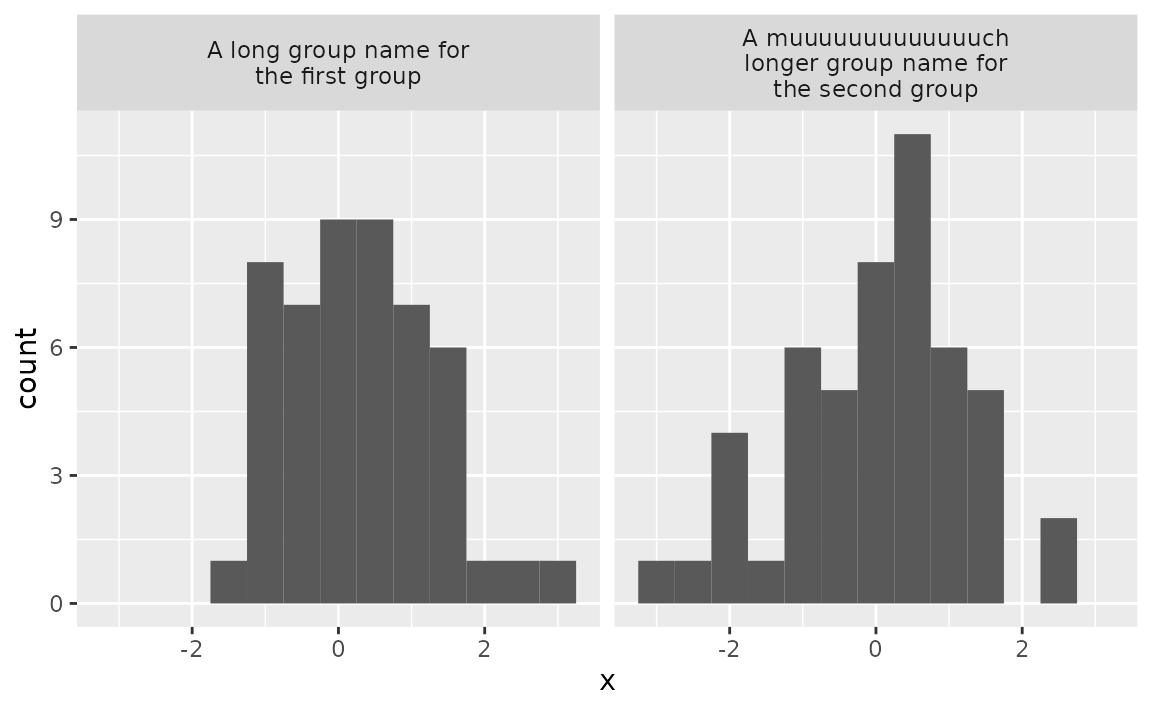 A long group name for
the first group
A muuuuuuuuuuuuuch
longer group name for
the second group
count
9
6
3
0
-2 0 2
-2 0 2
x